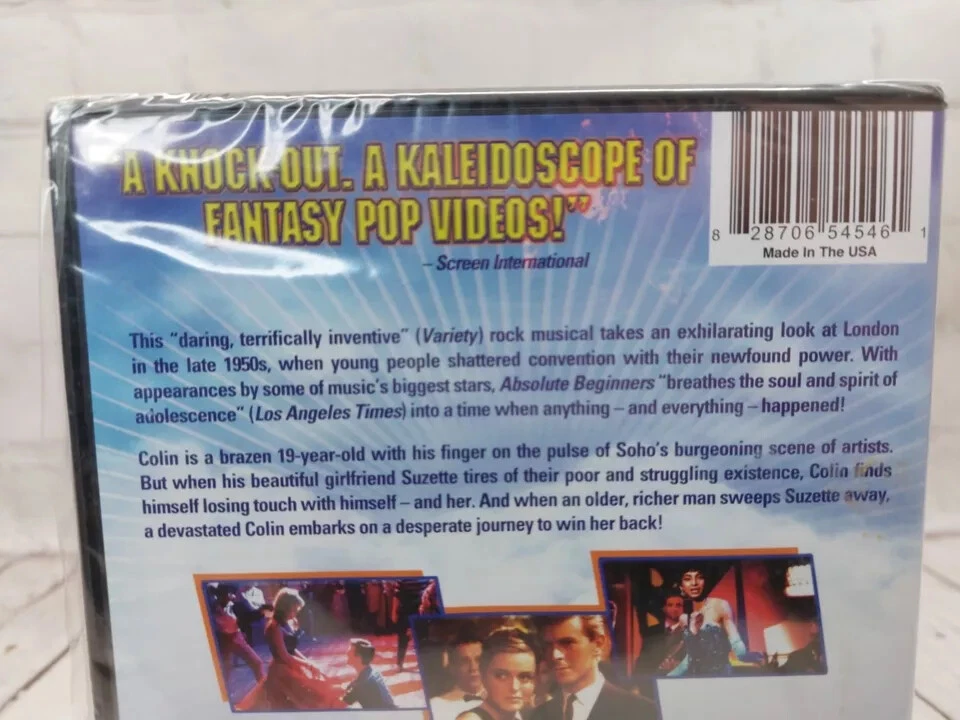 "A KNOCK-OUT. A KALEIDOSCOPE OF
FANTASY POP VIDEOS!"
– Screen International
8 28706 54546 1
Made In The USA
This "daring, terrifically inventive" (Variety) rock musical takes an exhilarating look at London
in the late 1950s, when young people shattered convention with their newfound power. With
appearances by some of music's biggest stars, Absolute Beginners "breathes the soul and spirit of
adolescence" (Los Angeles Times) into a time when anything – and everything – happened!
Colin is a brazen 19-year-old with his finger on the pulse of Soho's burgeoning scene of artists.
But when his beautiful girlfriend Suzette tires of their poor and struggling existence, Colin finds
himself losing touch with himself – and her. And when an older, richer man sweeps Suzette away,
a devastated Colin embarks on a desperate journey to win her back!